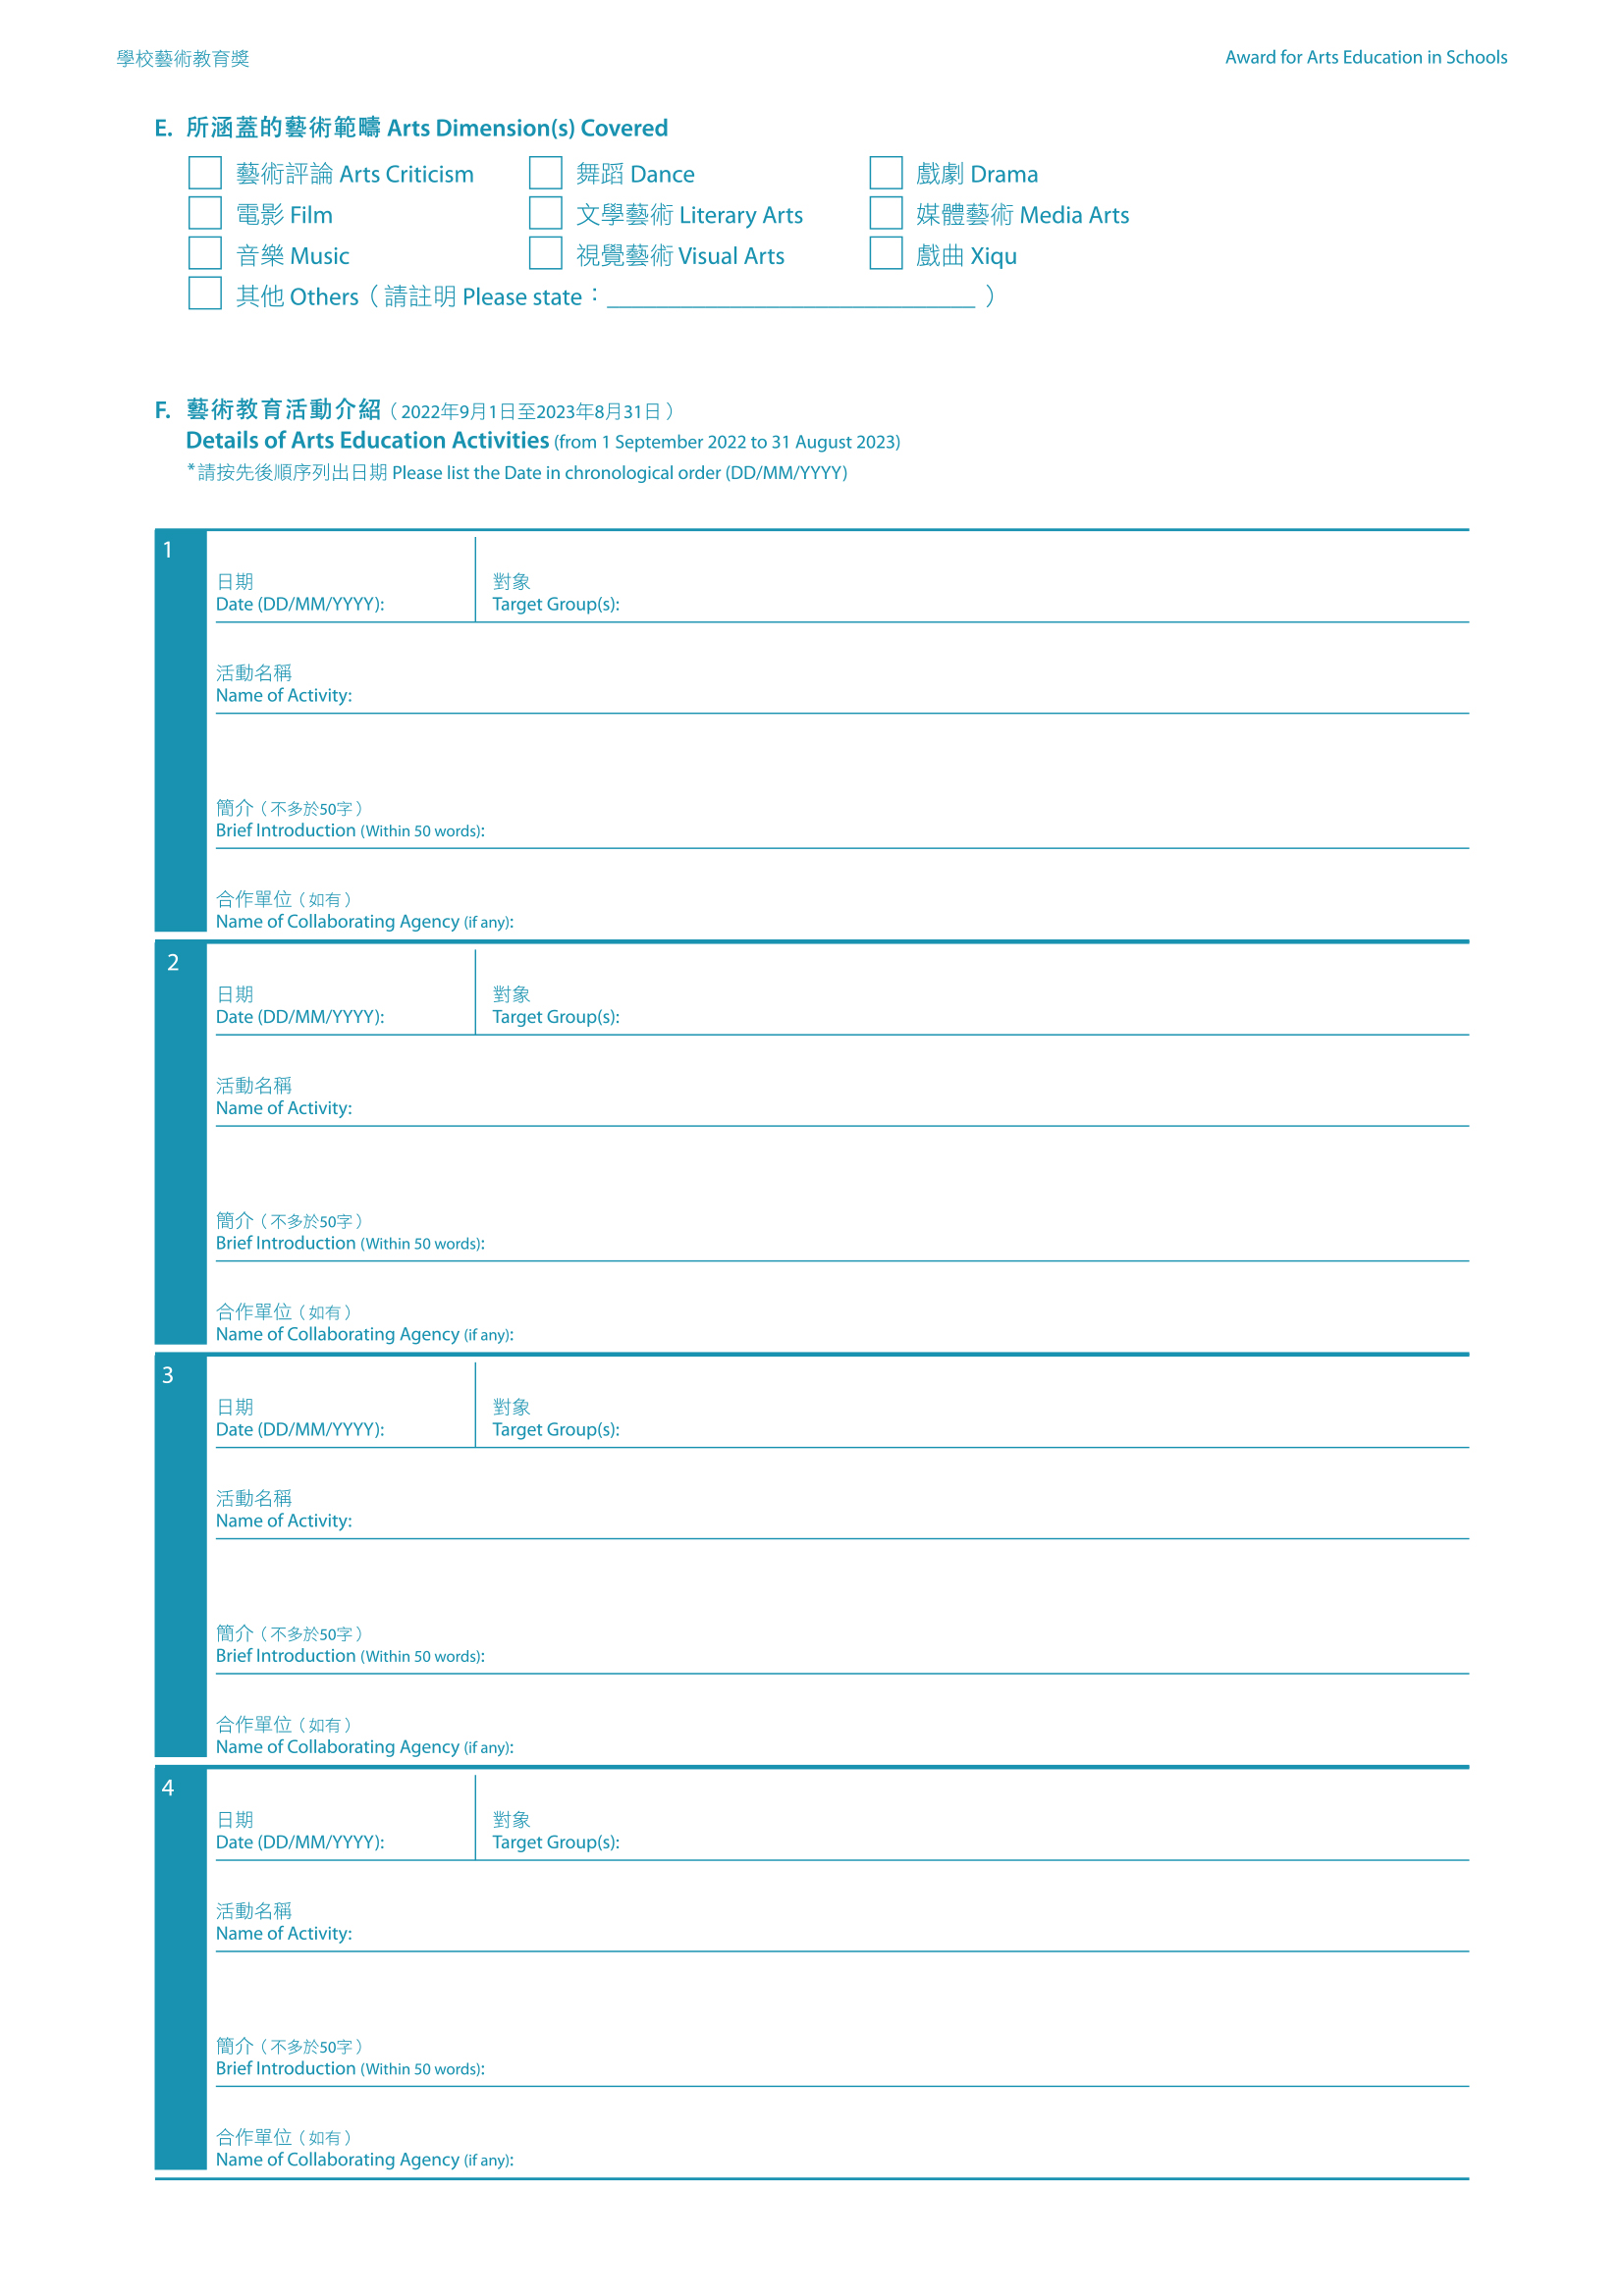 學校藝術教育獎
Award for Arts Education in Schools
E. 所涵蓋的藝術範疇 Arts Dimension(s) Covered
藝術評論 Arts Criticism 舞蹈 Dance 戲劇 Drama
電影 Film 文學藝術 Literary Arts 媒體藝術 Media Arts
音樂 Music 視覺藝術 Visual Arts 戲曲 Xiqu
其他 Others（請註明 Please state：______________________________）
F. 藝術教育活動介紹（2022年9月1日至2023年8月31日）
Details of Arts Education Activities (from 1 September 2022 to 31 August 2023)
*請按先後順序列出日期 Please list the Date in chronological order (DD/MM/YYYY)
1
日期 對象
Date (DD/MM/YYYY): Target Group(s):
活動名稱
Name of Activity:
簡介（不多於50字）
Brief Introduction (Within 50 words):
合作單位（如有）
Name of Collaborating Agency (if any):
2
日期 對象
Date (DD/MM/YYYY): Target Group(s):
活動名稱
Name of Activity:
簡介（不多於50字）
Brief Introduction (Within 50 words):
合作單位（如有）
Name of Collaborating Agency (if any):
3
日期 對象
Date (DD/MM/YYYY): Target Group(s):
活動名稱
Name of Activity:
簡介（不多於50字）
Brief Introduction (Within 50 words):
合作單位（如有）
Name of Collaborating Agency (if any):
4
日期 對象
Date (DD/MM/YYYY): Target Group(s):
活動名稱
Name of Activity:
簡介（不多於50字）
Brief Introduction (Within 50 words):
合作單位（如有）
Name of Collaborating Agency (if any):